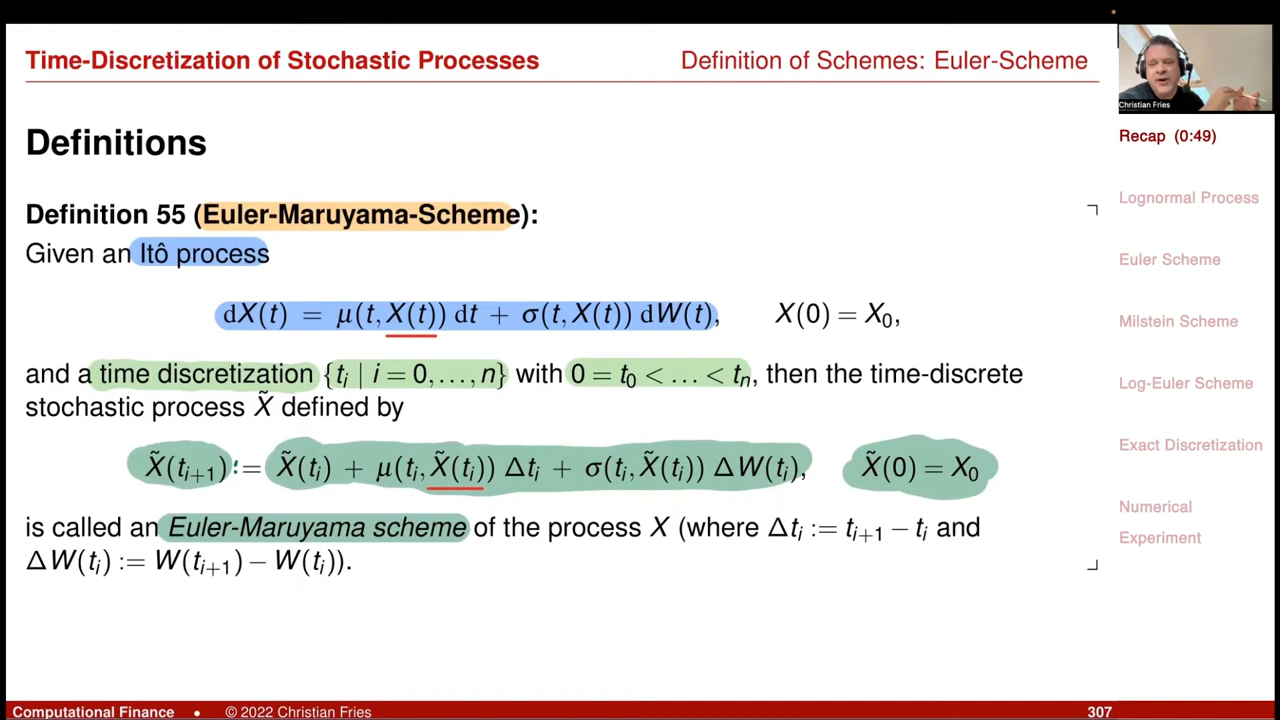 Time-Discretization of Stochastic Processes
Definition of Schemes: Euler-Scheme
Christian Fries
Recap (0:49)
Lognormal Process
Euler Scheme
Milstein Scheme
Log-Euler Scheme
Exact Discretization
Numerical
Experiment
Definitions
Definition 55 (Euler-Maruyama-Scheme):
Given an Itô process
dX(t) = μ(t, X(t)) dt + σ(t, X(t)) dW(t), X(0) = X₀,
and a time discretization {tᵢ | i = 0, . . . , n} with 0 = t₀ < . . . < tₙ, then the time-discrete
stochastic process X̃ defined by
X̃(tᵢ₊₁) := X̃(tᵢ) + μ(tᵢ, X̃(tᵢ)) Δtᵢ + σ(tᵢ, X̃(tᵢ)) ΔW(tᵢ), X̃(0) = X₀
is called an Euler-Maruyama scheme of the process X (where Δtᵢ := tᵢ₊₁ − tᵢ and
ΔW(tᵢ) := W(tᵢ₊₁) − W(tᵢ)).
Computational Finance • © 2022 Christian Fries
307